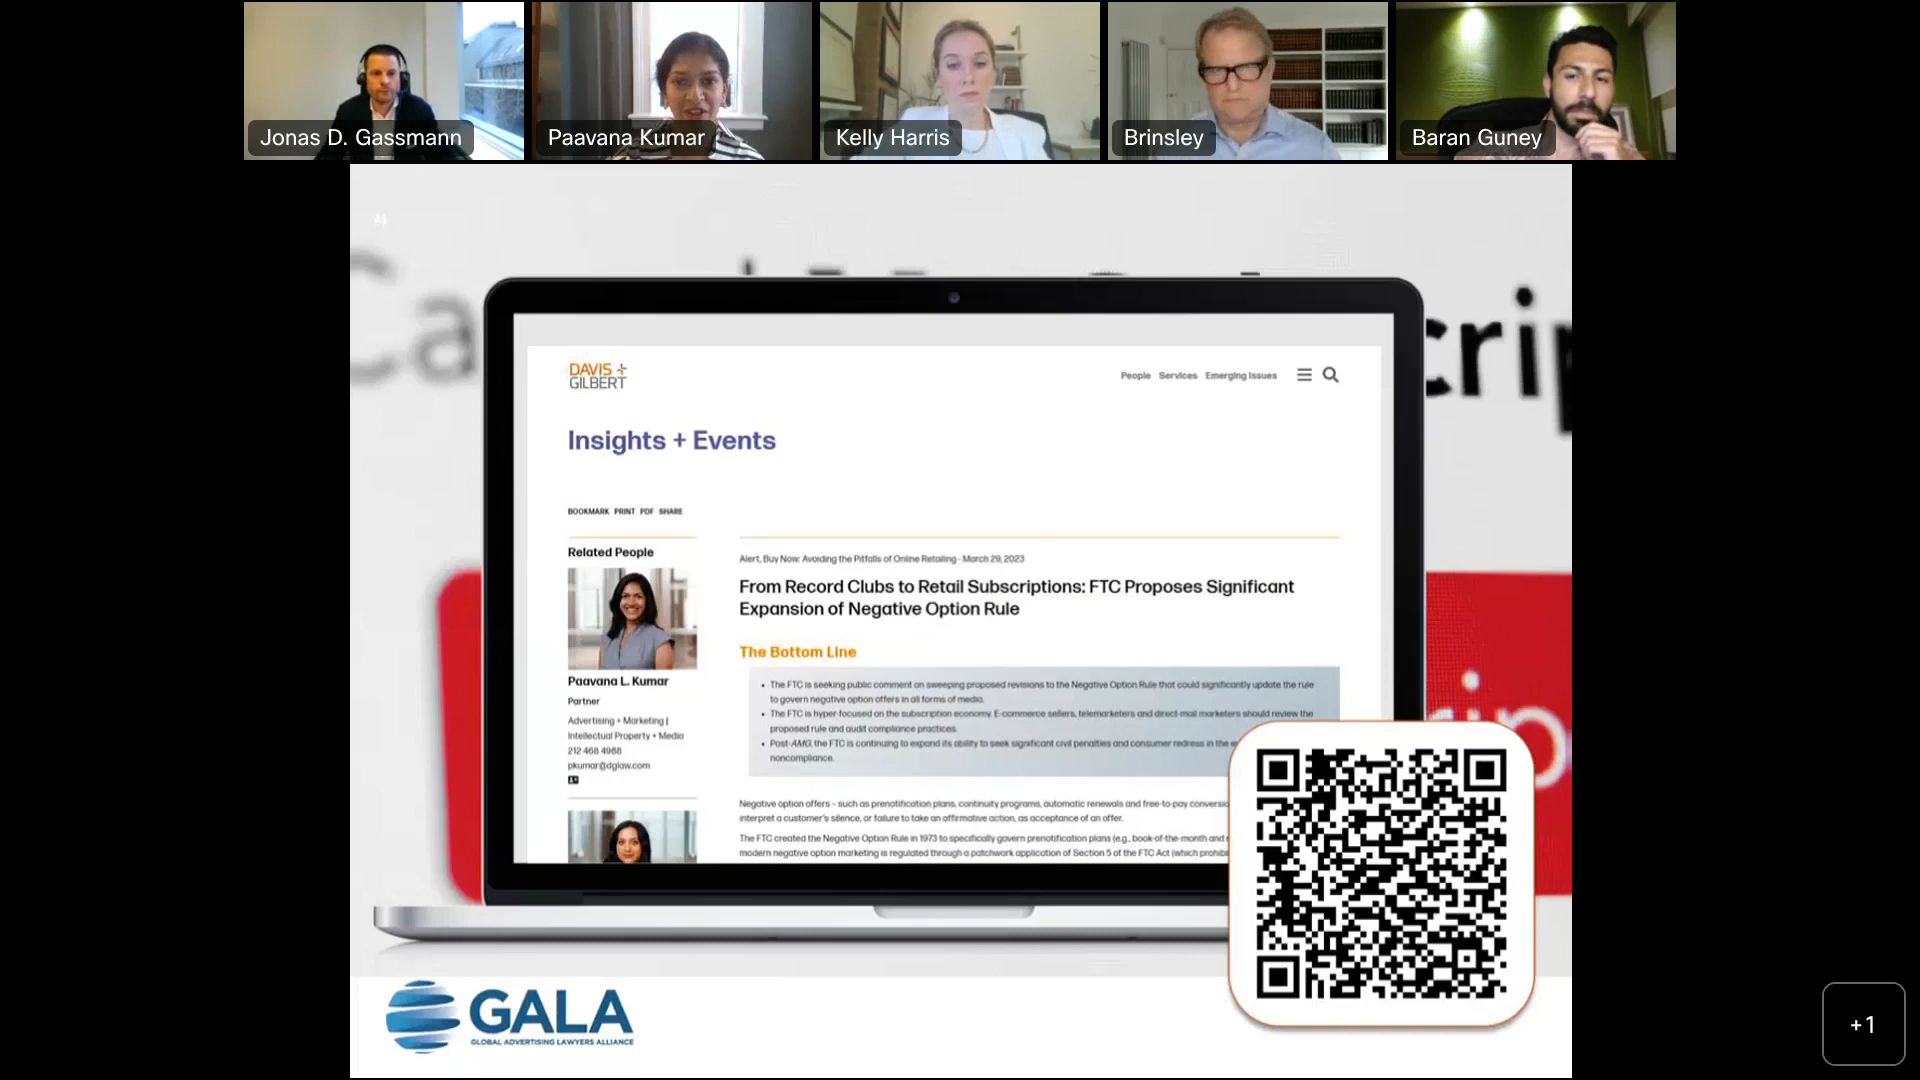 Jonas D. Gassmann
Paavana Kumar
Kelly Harris
Brinsley
Baran Guney
41
Ca
crip
DAVIS +
GILBERT
People Services Emerging Issues
Insights + Events
BOOKMARK PRINT PDF SHARE
Related People
Paavana L. Kumar
Partner
Advertising + Marketing |
Intellectual Property + Media
212 468 4988
pkumar@dglaw.com
Alert, Buy Now: Avoiding the Pitfalls of Online Retailing - March 29, 2023
From Record Clubs to Retail Subscriptions: FTC Proposes Significant
Expansion of Negative Option Rule
The Bottom Line
• The FTC is seeking public comment on sweeping proposed revisions to the Negative Option Rule that could significantly update the rule
to govern negative option offers in all forms of media.
• The FTC is hyper-focused on the subscription economy. E-commerce sellers, telemarketers and direct-mail marketers should review the
proposed rule and audit compliance practices.
• Post-AMG, the FTC is continuing to expand its ability to seek significant civil penalties and consumer redress in the
noncompliance.
Negative option offers – such as prenotification plans, continuity programs, automatic renewals and free-to-pay
interpret a customer's silence, or failure to take an affirmative action, as acceptance of an offer.
The FTC created the Negative Option Rule in 1973 to specifically govern prenotification plans (e.g., book-of-the-month and
modern negative option marketing is regulated through a patchwork application of Section 5 of the FTC Act (which
GALA
GLOBAL ADVERTISING LAWYERS ALLIANCE
+1